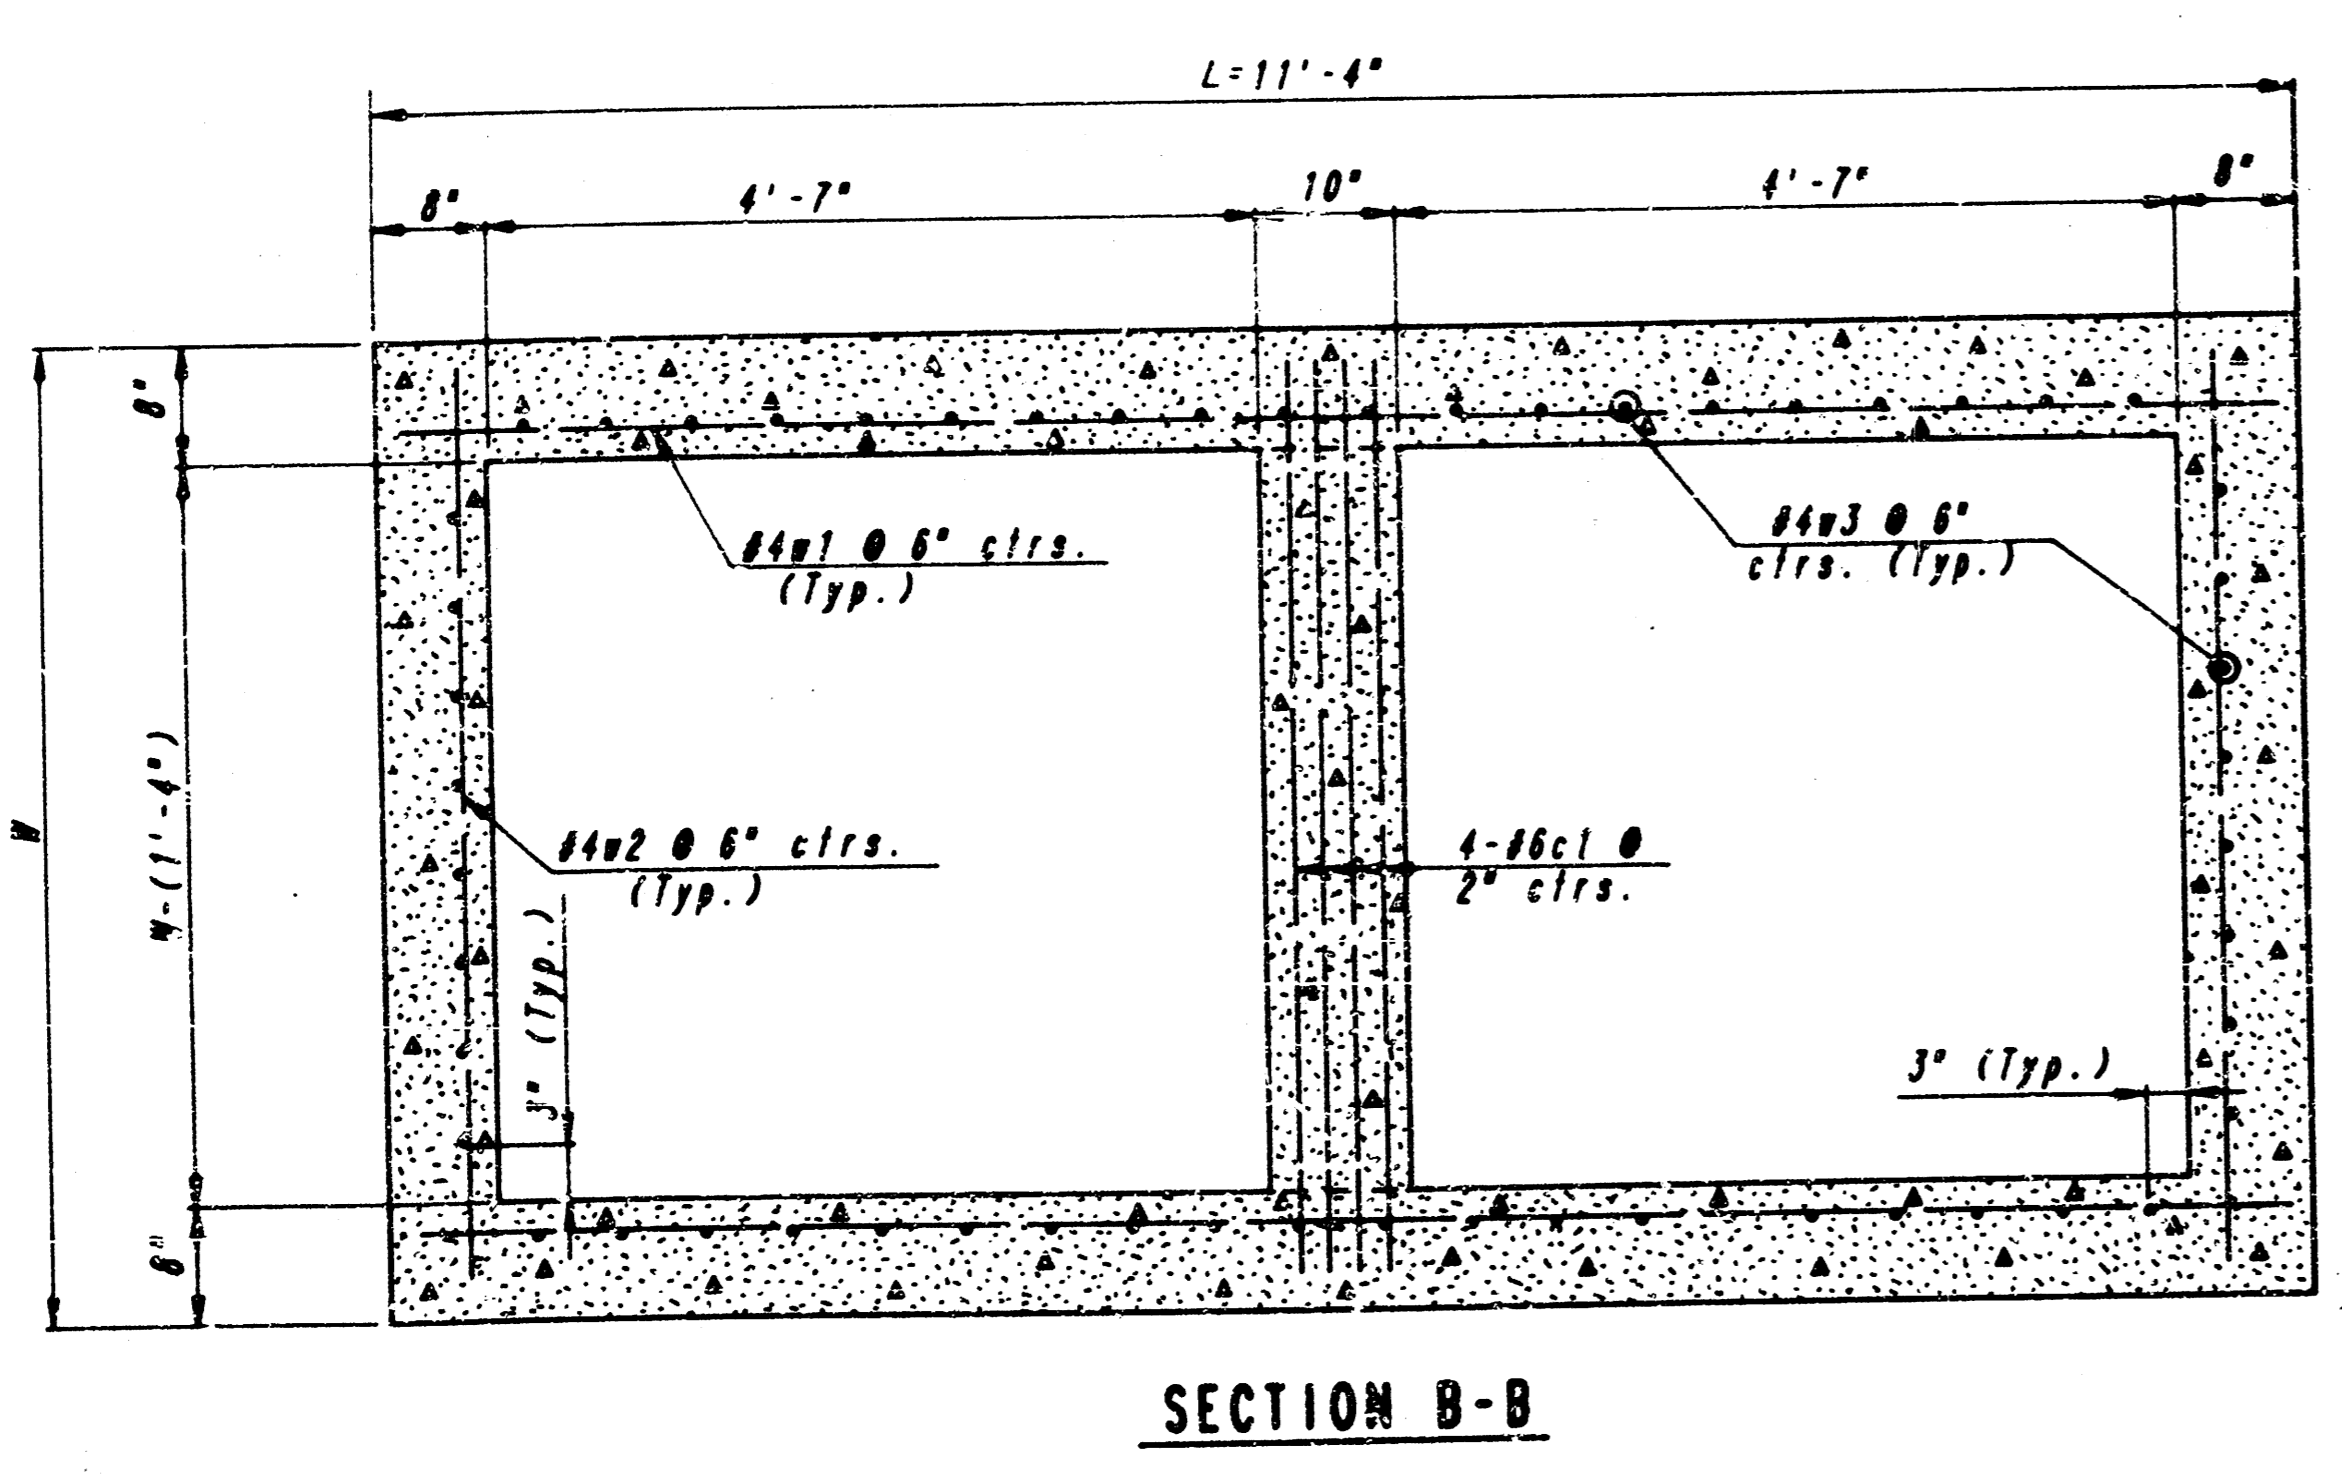 L=11'-4"
8"
4'-7"
10"
4'-7"
8"
8"
#4w1 @ 6" ctrs.
(Typ.)
#4w3 @ 6"
ctrs. (Typ.)
W-(1'-4")
W
#4w2 @ 6" ctrs.
(Typ.)
4-#6ct @
2" ctrs.
3" (Typ.)
3" (Typ.)
8"
SECTION B-B